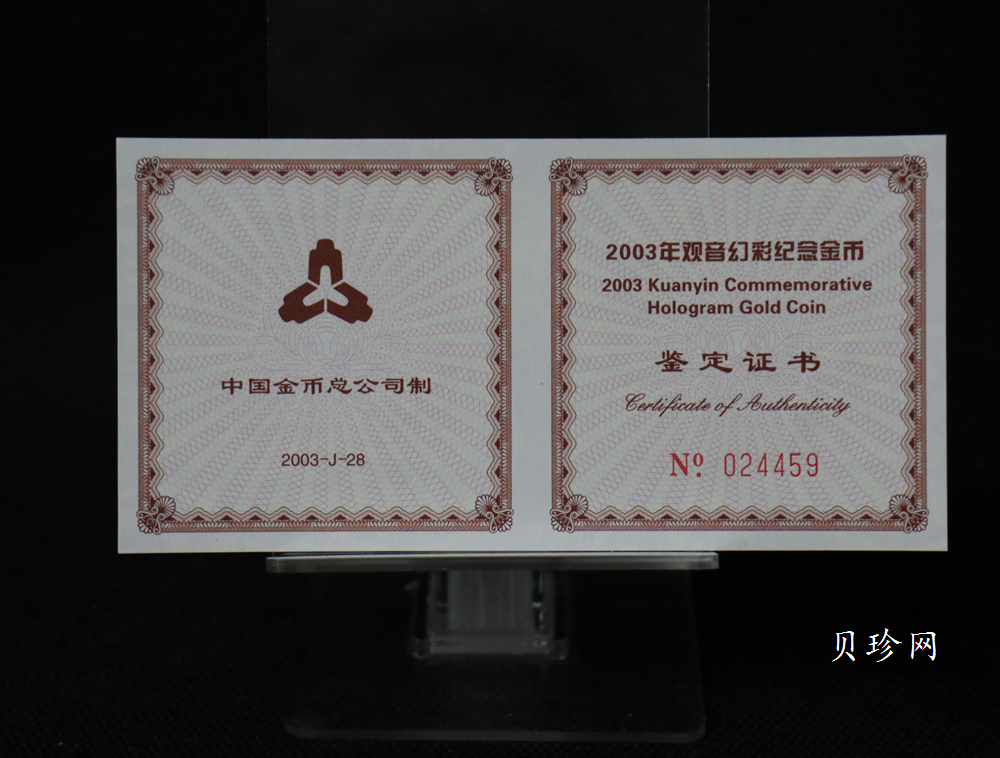 中国金币总公司制
2003-J-28
2003年观音幻彩纪念金币
2003 Kuanyin Commemorative
Hologram Gold Coin
鉴定证书
Certificate of Authenticity
Nº. 024459
贝珍网